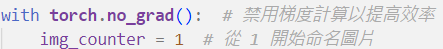 with torch.no_grad():  # 禁用梯度計算以提高效率
    img_counter = 1  # 從 1 開始命名圖片